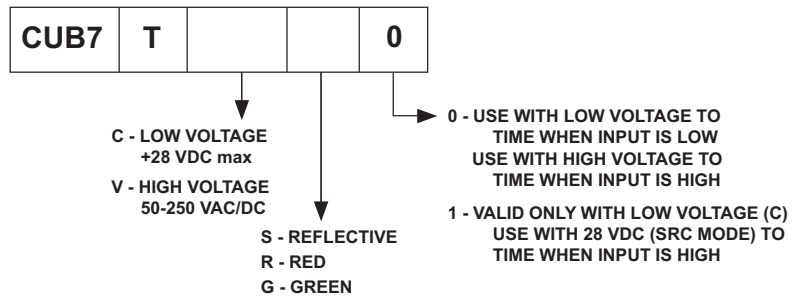 CUB7 T 0
C - LOW VOLTAGE
+28 VDC max
V - HIGH VOLTAGE
50-250 VAC/DC
S - REFLECTIVE
R - RED
G - GREEN
0 - USE WITH LOW VOLTAGE TO
TIME WHEN INPUT IS LOW
USE WITH HIGH VOLTAGE TO
TIME WHEN INPUT IS HIGH
1 - VALID ONLY WITH LOW VOLTAGE (C)
USE WITH 28 VDC (SRC MODE) TO
TIME WHEN INPUT IS HIGH